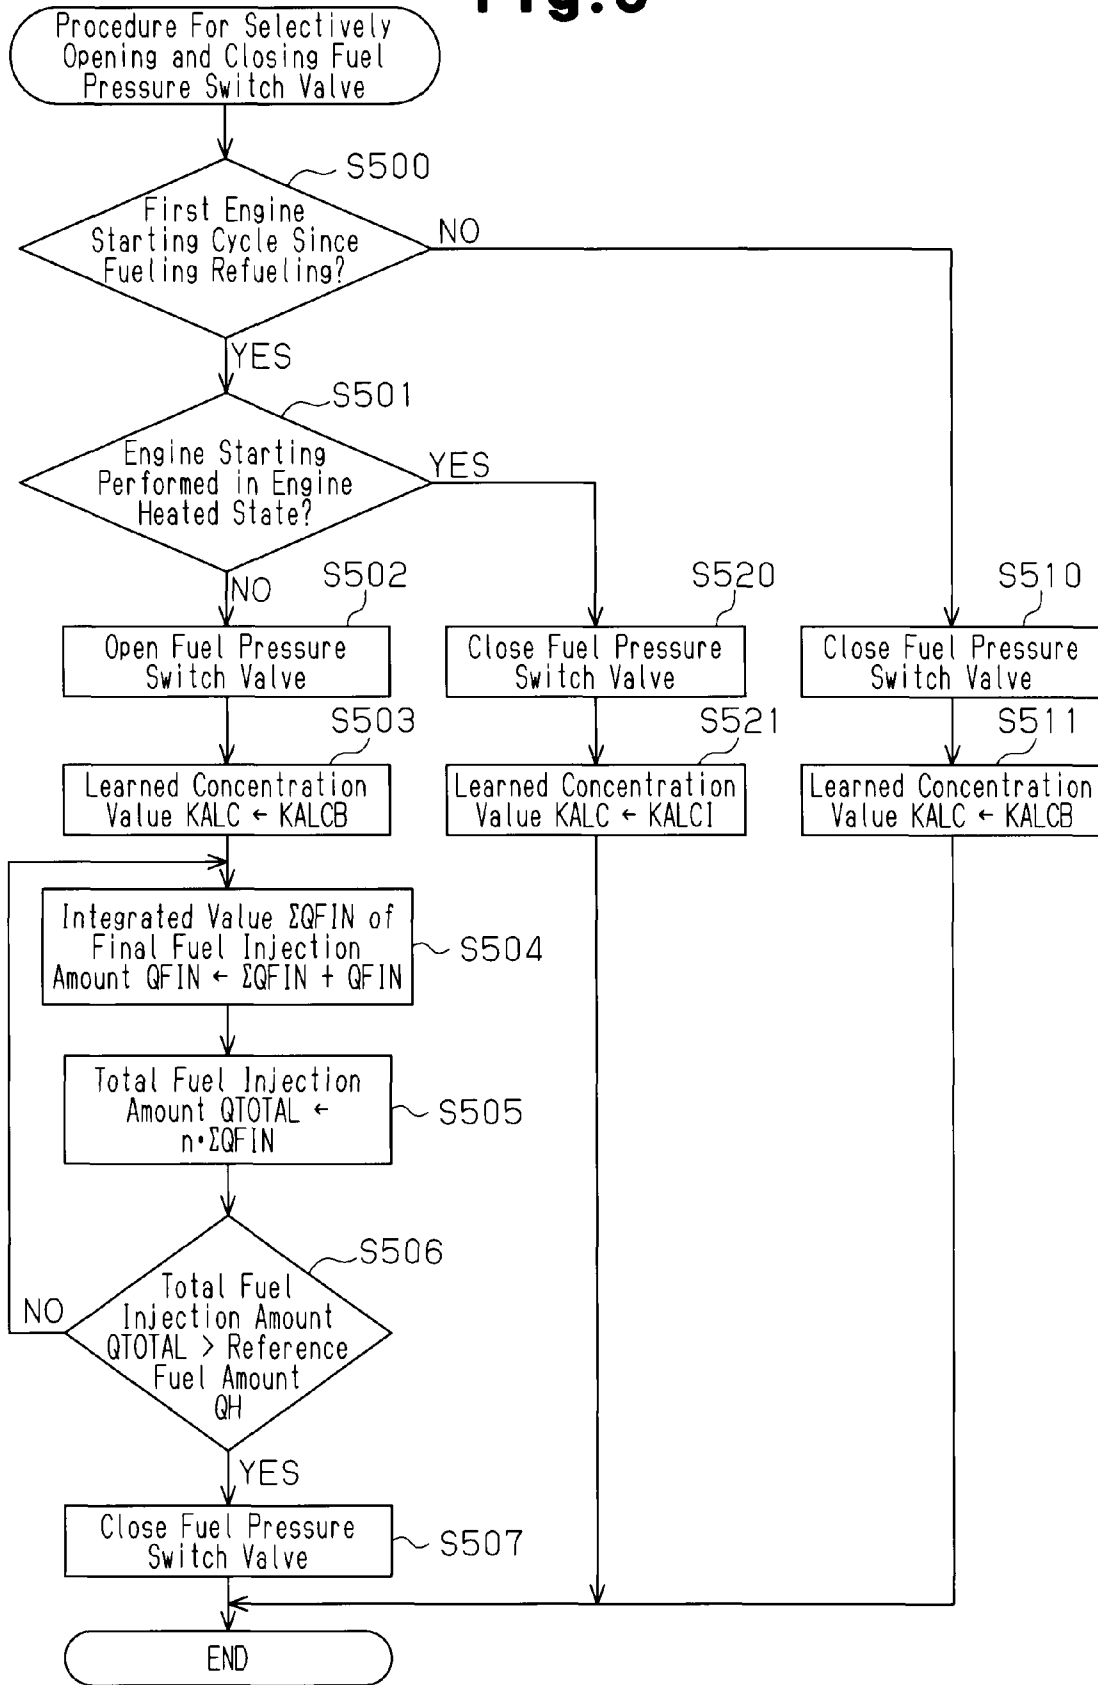 Procedure For Selectively
Opening and Closing Fuel
Pressure Switch Valve
S500
First Engine
Starting Cycle Since
Fueling Refueling?
NO
YES
S501
Engine Starting
Performed in Engine
Heated State?
YES
NO
S502
Open Fuel Pressure
Switch Valve
S520
Close Fuel Pressure
Switch Valve
S510
Close Fuel Pressure
Switch Valve
S503
Learned Concentration
Value KALC ← KALCB
S521
Learned Concentration
Value KALC ← KALCI
S511
Learned Concentration
Value KALC ← KALCB
Integrated Value ΣQFIN of
Final Fuel Injection
Amount QFIN ← ΣQFIN + QFIN
S504
Total Fuel Injection
Amount QTOTAL ←
n·ΣQFIN
S505
S506
Total Fuel
Injection Amount
QTOTAL > Reference
Fuel Amount
QH
NO
YES
Close Fuel Pressure
Switch Valve
S507
END